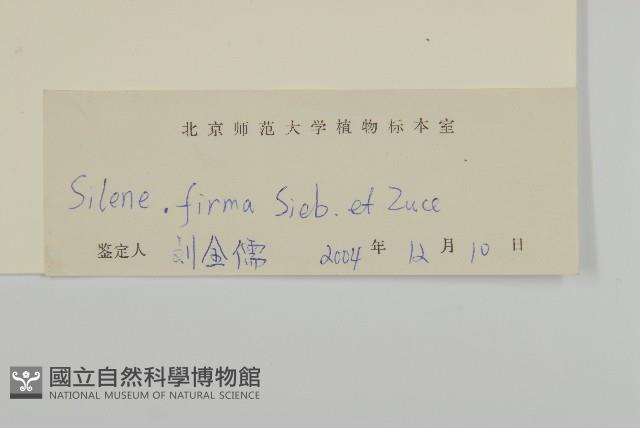 北京师范大学植物标本室
Silene. firma Sieb. et Zucc
鉴定人 刘全儒 2004 年 12 月 10 日
國立自然科學博物館
NATIONAL MUSEUM OF NATURAL SCIENCE